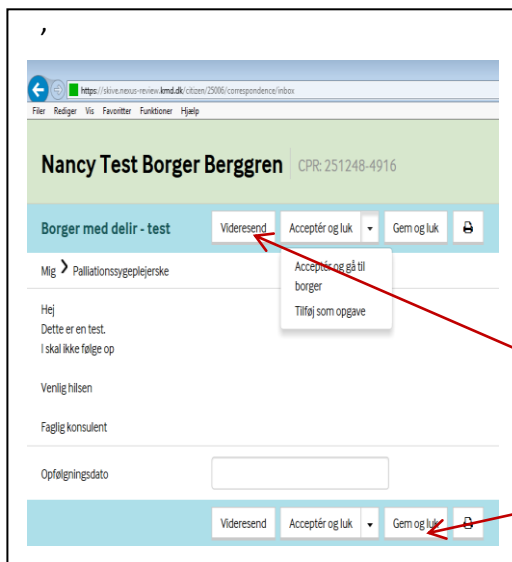 ,
https://skive.nexus-review.kmd.dk/citizen/25006/correspondence/inbox
Filer Rediger Vis Favoritter Funktioner Hjælp
Nancy Test Borger Berggren CPR: 251248-4916
Borger med delir - test Videresend Acceptér og luk Gem og luk
Mig > Palliationssygeplejerske
Acceptér og gå til
borger
Tilføj som opgave
Hej
Dette er en test.
I skal ikke følge op
Venlig hilsen
Faglig konsulent
Opfølgningsdato
Videresend Acceptér og luk Gem og luk